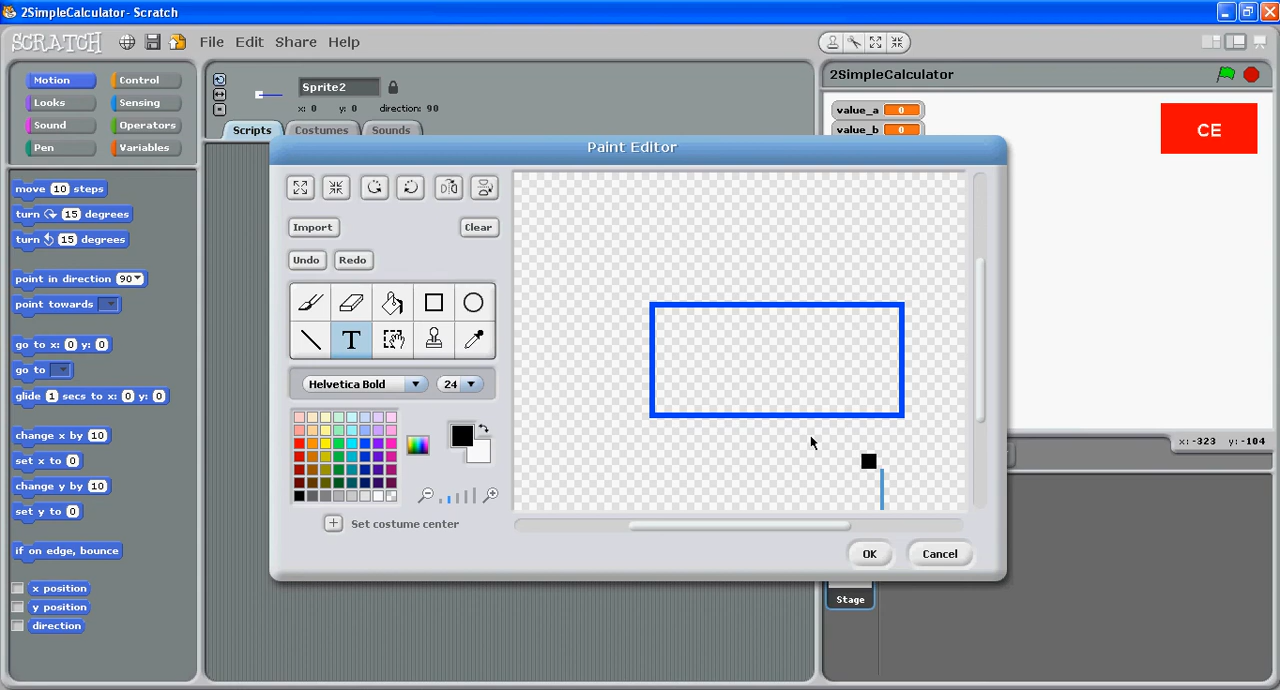 2SimpleCalculator- Scratch
SCRATCH File Edit Share Help
Motion Control
Looks Sensing
Sound Operators
Pen Variables
Sprite2
x: 0 y: 0 direction: 90
Scripts Costumes Sounds
2SimpleCalculator
value_a 0
value_b 0
CE
move 10 steps
turn 15 degrees
turn 15 degrees
point in direction 90
point towards
go to x: 0 y: 0
go to
glide 1 secs to x: 0 y: 0
change x by 10
set x to 0
change y by 10
set y to 0
if on edge, bounce
x position
y position
direction
Paint Editor
Import Clear
Undo Redo
T
Helvetica Bold 24
Set costume center
OK Cancel
x: -323 y: -104
Stage